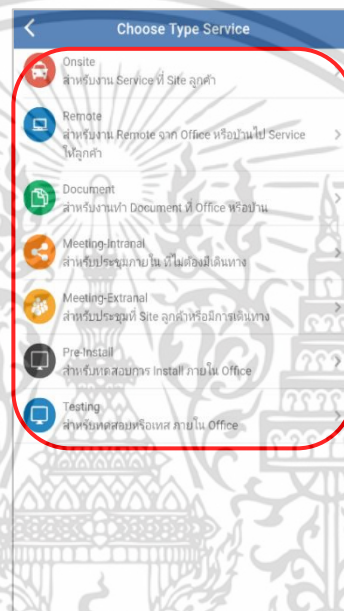 Choose Type Service
Onsite
สำหรับงาน Service ที่ Site ลูกค้า
Remote
สำหรับงาน Remote จาก Office หรือบ้านไป Service
ให้ลูกค้า
Document
สำหรับงานทำ Document ที่ Office หรือบ้าน
Meeting-Intranal
สำหรับประชุมภายใน ที่ไม่ต้องมีเดินทาง
Meeting-Extranal
สำหรับประชุมที่ Site ลูกค้าหรือมีการเดินทาง
Pre-Install
สำหรับทดสอบการ Install ภายใน Office
Testing
สำหรับทดสอบหรือเทส ภายใน Office